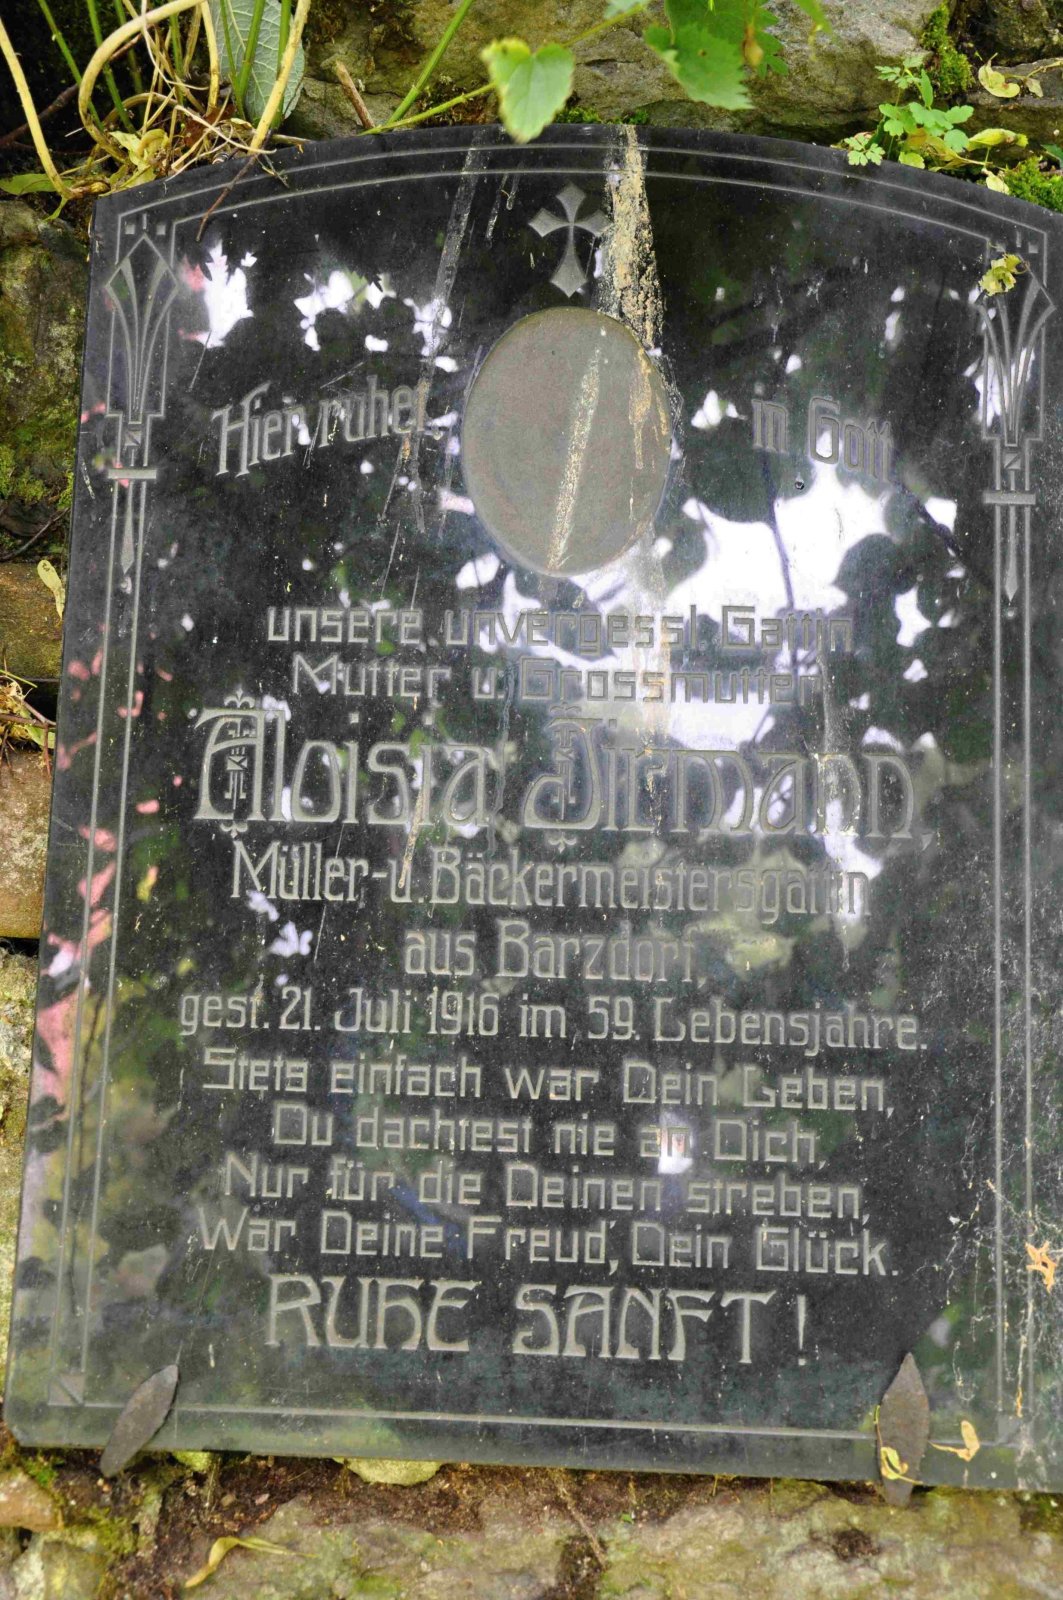 Hier ruhet in Gott
unsere unvergessl. Gattin
Mutter u. Grossmutter
Aloisia Jirmann,
Müller,- u. Bäckermeistersgattin
aus Barzdorf,
gest. 21. Juli 1916 im 59. Lebensjahre.
Stets einfach war Dein Leben,
Du dachtest nie an Dich,
Nur für die Deinen streben,
War Deine Freud', Dein Glück.
RUHE SANFT!